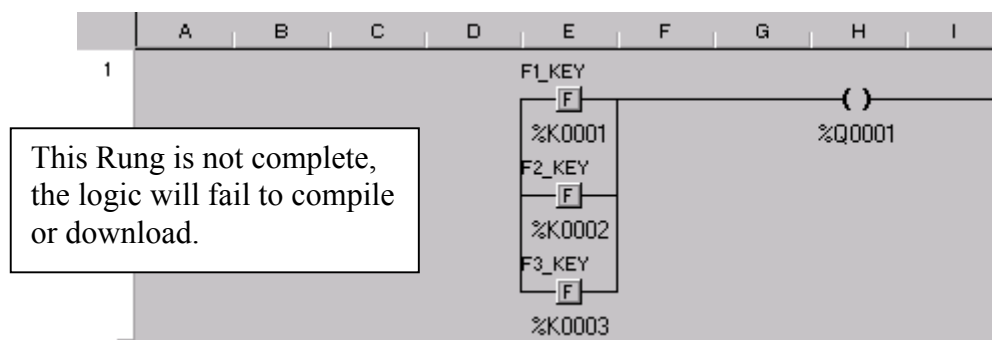 A B C D E F G H I
1
F1_KEY
F
%K0001
%Q0001
F2_KEY
F
%K0002
F3_KEY
F
%K0003
This Rung is not complete,
the logic will fail to compile
or download.